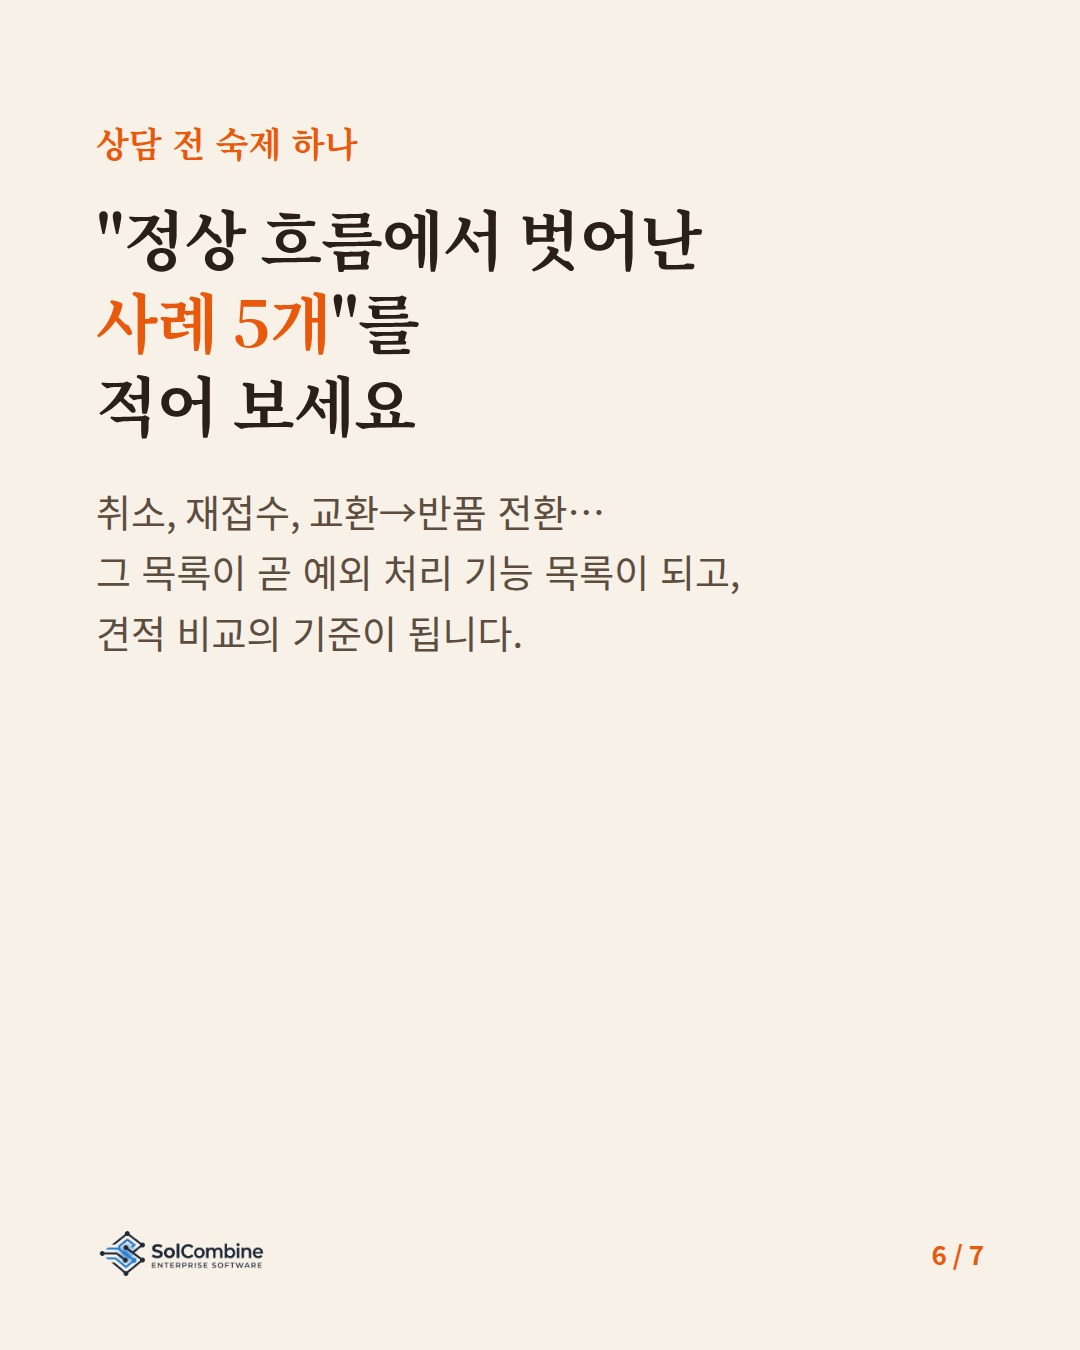 상담 전 숙제 하나
"정상 흐름에서 벗어난
사례 5개"를
적어 보세요
취소, 재접수, 교환→반품 전환…
그 목록이 곧 예외 처리 기능 목록이 되고,
견적 비교의 기준이 됩니다.
SolCombine
ENTERPRISE SOFTWARE
6 / 7